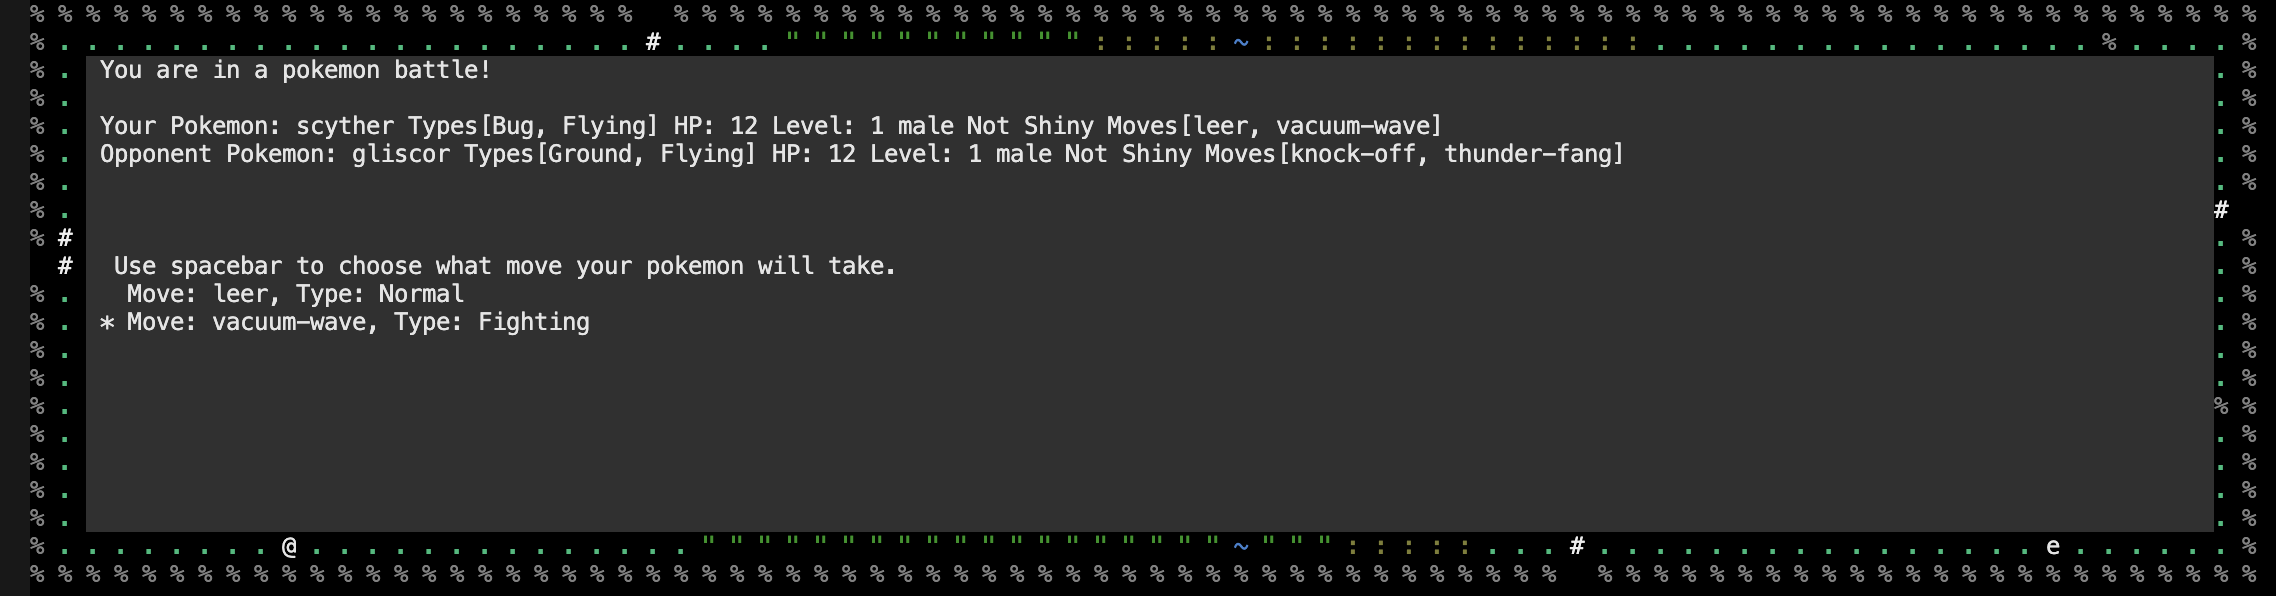 % % % % % % % % % % % % % % % % % % % % % %   % % % % % % % % % % % % % % % % % % % % % % % % % % % % % % % % % % % % % % % % % % % % % % % % % % % % % % % % %
% . . . . . . . . . . . . . . . . . . . . . # . . . . " " " " " " " " " " " : : : : : ~ : : : : : : : : : : : : : : . . . . . . . . . . . . . . . . % . . . . %
% . You are in a pokemon battle! . %
% . . %
% . Your Pokemon: scyther Types[Bug, Flying] HP: 12 Level: 1 male Not Shiny Moves[leer, vacuum-wave] . %
% . Opponent Pokemon: gliscor Types[Ground, Flying] HP: 12 Level: 1 male Not Shiny Moves[knock-off, thunder-fang] . %
% . . %
% . #
% # . %
# Use spacebar to choose what move your pokemon will take. . %
% . Move: leer, Type: Normal . %
% . * Move: vacuum-wave, Type: Fighting . %
% . . %
% . . %
% . % %
% . . %
% . . %
% . . %
% . . %
% . . . . . . . . @ . . . . . . . . . . . . . . " " " " " " " " " " " " " " " " " " " ~ " " " : : : : : . . . # . . . . . . . . . . . . . . . . e . . . . . . %
% % % % % % % % % % % % % % % % % % % % % % % % % % % % % % % % % % % % % % % % % % % % % % % % % % % % % % %   % % % % % % % % % % % % % % % % % % % % % % % %